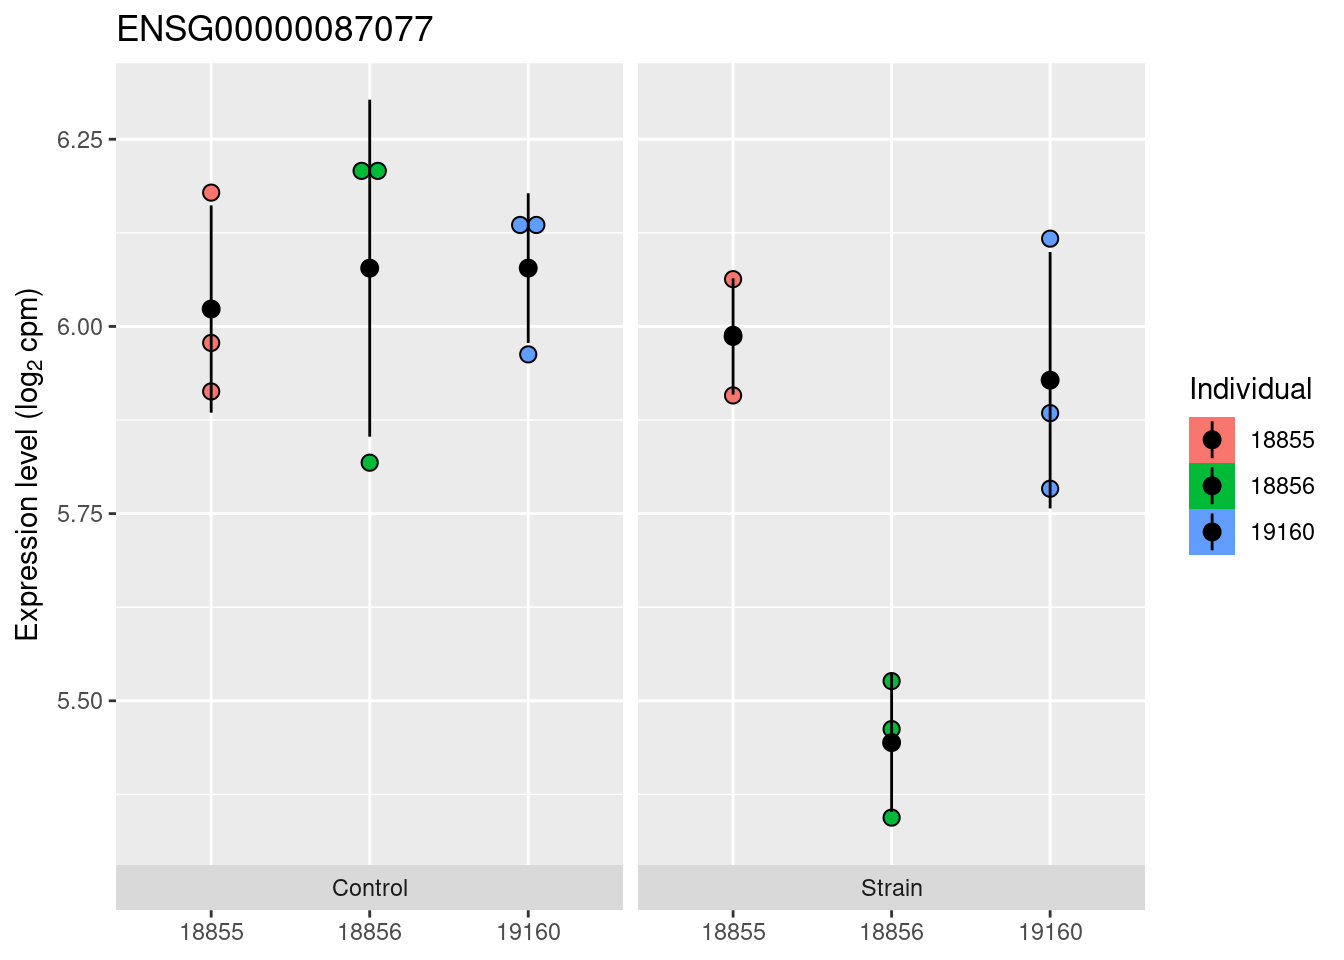 ENSG00000087077
Expression level (log₂ cpm)
6.25
6.00
5.75
5.50
Control
Strain
18855
18856
19160
18855
18856
19160
Individual
18855
18856
19160